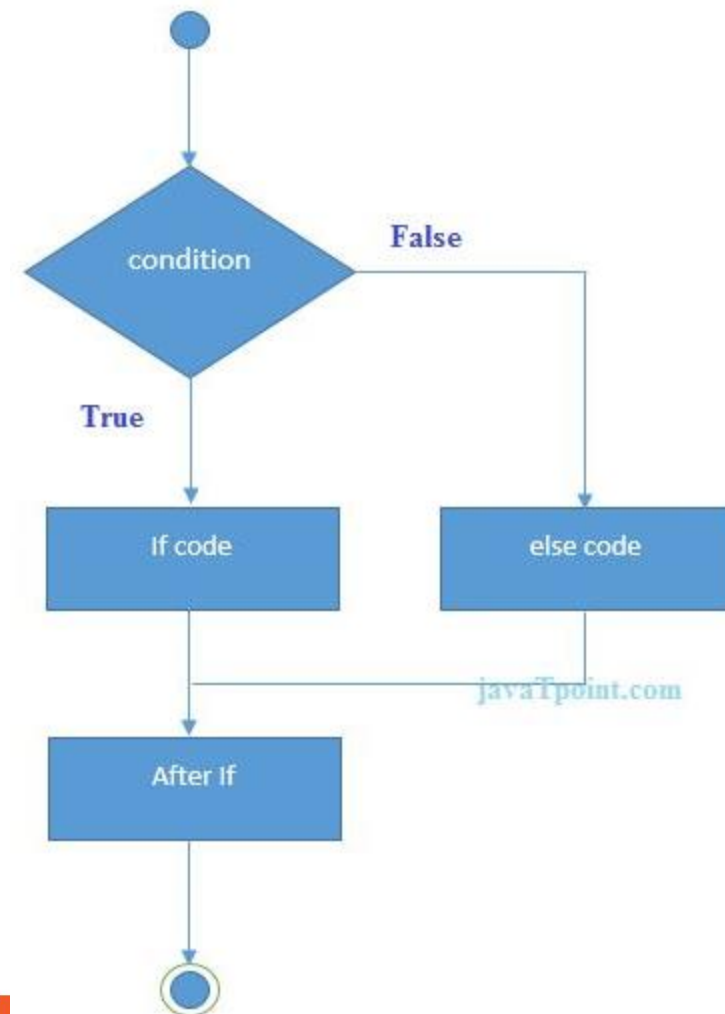 condition
False
True
If code
else code
javaTpoint.com
After If